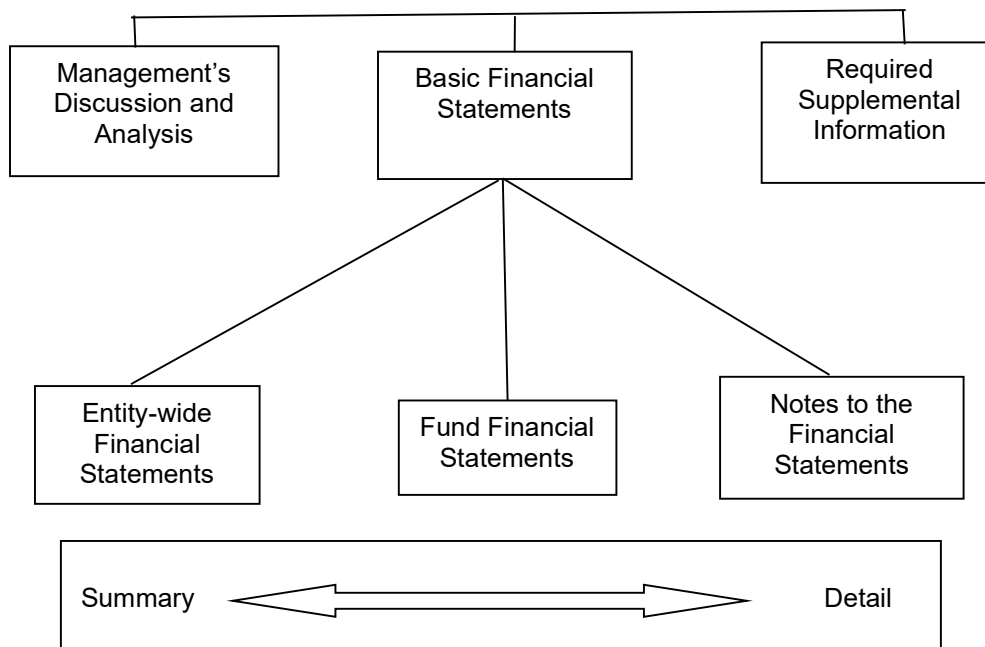 Management’s
Discussion and
Analysis
Basic Financial
Statements
Required
Supplemental
Information
Entity-wide
Financial
Statements
Fund Financial
Statements
Notes to the
Financial
Statements
Summary
Detail